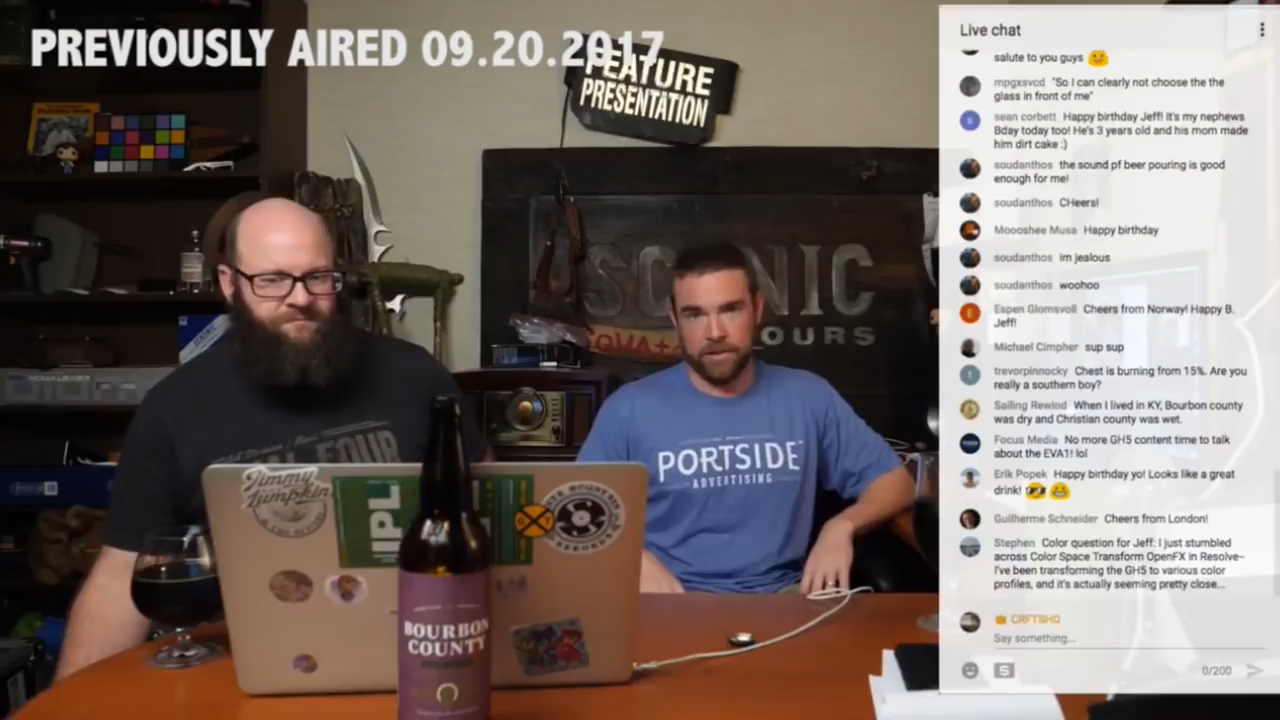 PREVIOUSLY AIRED 09.20.2017
FEATURE
PRESENTATION
SCENIC
OURS
PORTSIDE
ADVERTISING
Jimmy
Lumpkin
IPL
BOURBON
COUNTY
Live chat
salute to you guys
mpgxsvcd "So I can clearly not choose the the
glass in front of me"
sean corbett Happy birthday Jeff! It's my nephews
Bday today too! He's 3 years old and his mom made
him dirt cake :)
soudanthos the sound pf beer pouring is good
enough for me!
soudanthos CHeers!
Moooshee Musa Happy birthday
soudanthos im jealous
soudanthos woohoo
Espen Glomsvoll Cheers from Norway! Happy B.
Jeff!
Michael Cimpher sup sup
trevorpinnocky Chest is burning from 15%. Are you
really a southern boy?
Sailing Rewind When I lived in KY, Bourbon county
was dry and Christian county was wet.
Focus Media No more GH5 content time to talk
about the EVA1! lol
Erik Popek Happy birthday yo! Looks like a great
drink!
Guilherme Schneider Cheers from London!
Stephen Color question for Jeff: I just stumbled
across Color Space Transform OpenFX in Resolve--
I've been transforming the GH5 to various color
profiles, and it's actually seeming pretty close...
CRFTSHO
Say something...
0/200